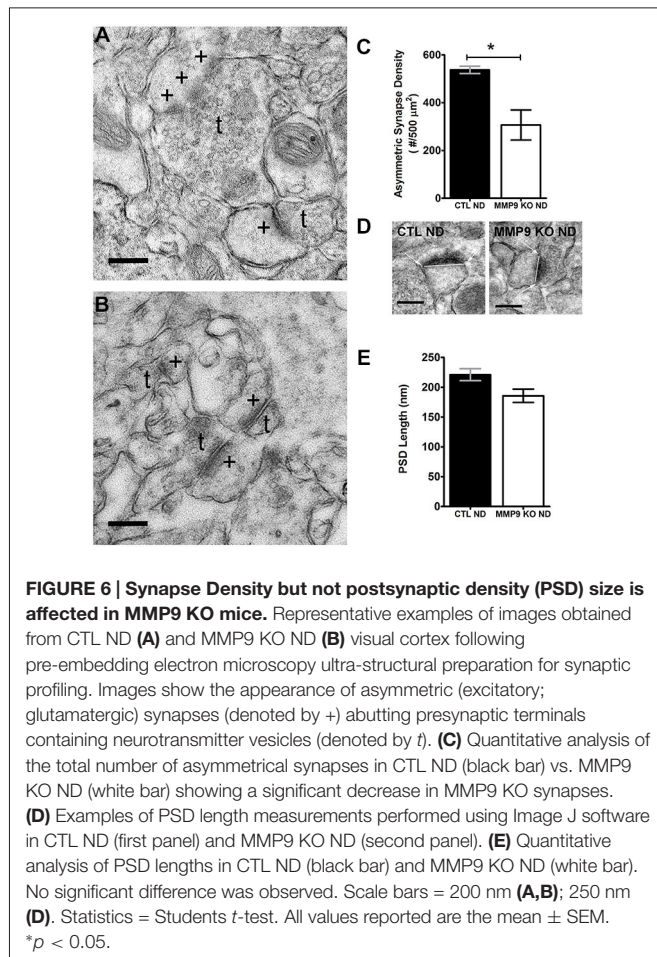 A
+
+
+
t
+
t
B
+
t
+
t
t
+
C
Asymmetric Synapse Density
( #/500 µm²)
600
400
200
0
*
CTL ND
MMP9 KO ND
D
CTL ND
MMP9 KO ND
E
PSD Length (nm)
250
200
150
100
50
0
CTL ND
MMP9 KO ND
FIGURE 6 | Synapse Density but not postsynaptic density (PSD) size is
affected in MMP9 KO mice. Representative examples of images obtained
from CTL ND (A) and MMP9 KO ND (B) visual cortex following
pre-embedding electron microscopy ultra-structural preparation for synaptic
profiling. Images show the appearance of asymmetric (excitatory;
glutamatergic) synapses (denoted by +) abutting presynaptic terminals
containing neurotransmitter vesicles (denoted by t). (C) Quantitative analysis of
the total number of asymmetrical synapses in CTL ND (black bar) vs. MMP9
KO ND (white bar) showing a significant decrease in MMP9 KO synapses.
(D) Examples of PSD length measurements performed using Image J software
in CTL ND (first panel) and MMP9 KO ND (second panel). (E) Quantitative
analysis of PSD lengths in CTL ND (black bar) and MMP9 KO ND (white bar).
No significant difference was observed. Scale bars = 200 nm (A,B); 250 nm
(D). Statistics = Students t-test. All values reported are the mean ± SEM.
*p < 0.05.